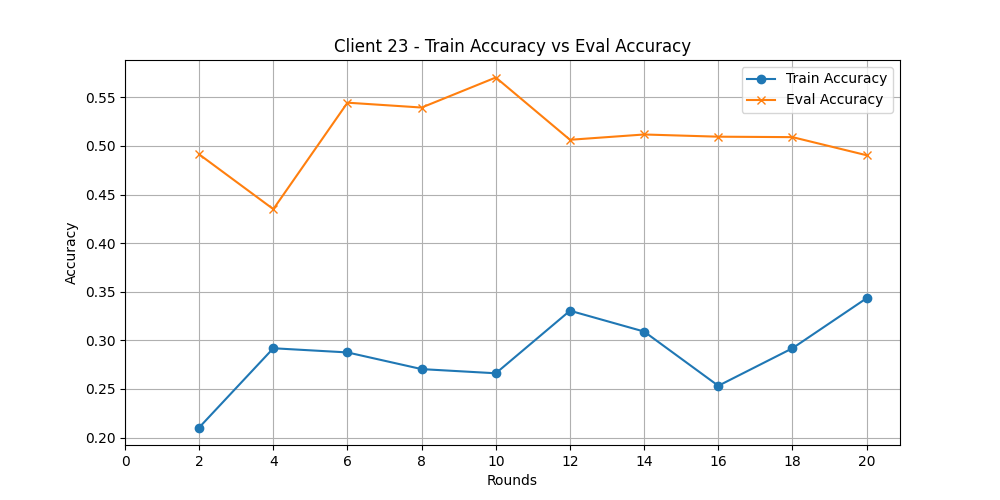 Client 23 - Train Accuracy vs Eval Accuracy
Train Accuracy
Eval Accuracy
Accuracy
0.55
0.50
0.45
0.40
0.35
0.30
0.25
0.20
0 2 4 6 8 10 12 14 16 18 20
Rounds